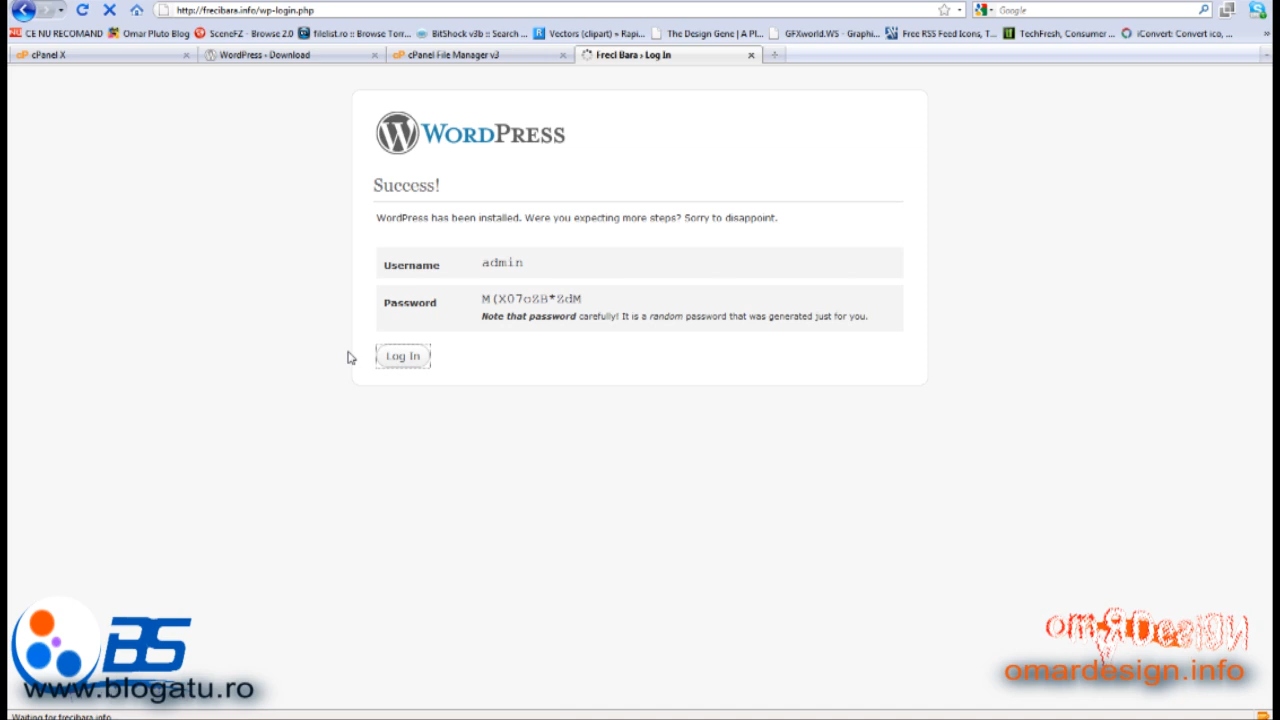 http://frecibara.info/wp-login.php
Google
CE NU RECOMAND
Omar Pluto Blog
SceneFZ - Browse 2.0
filelist.ro :: Browse Torr...
BitShock v3b :: Search ...
Vectors (clipart) » Rapi...
The Design Gene | A Pl...
GFXworld.WS - Graphi...
Free RSS Feed Icons, T...
TechFresh, Consumer ...
iConvert: Convert ico, ...
cPanel X
WordPress › Download
cPanel File Manager v3
Freci Bara › Log In
WORDPRESS
Success!
WordPress has been installed. Were you expecting more steps? Sorry to disappoint.
Username admin
Password M(X07oZB*ZdM
Note that password carefully! It is a random password that was generated just for you.
Log In
BS
www.blogatu.ro
omardesign.info
Waiting for frecibara.info...